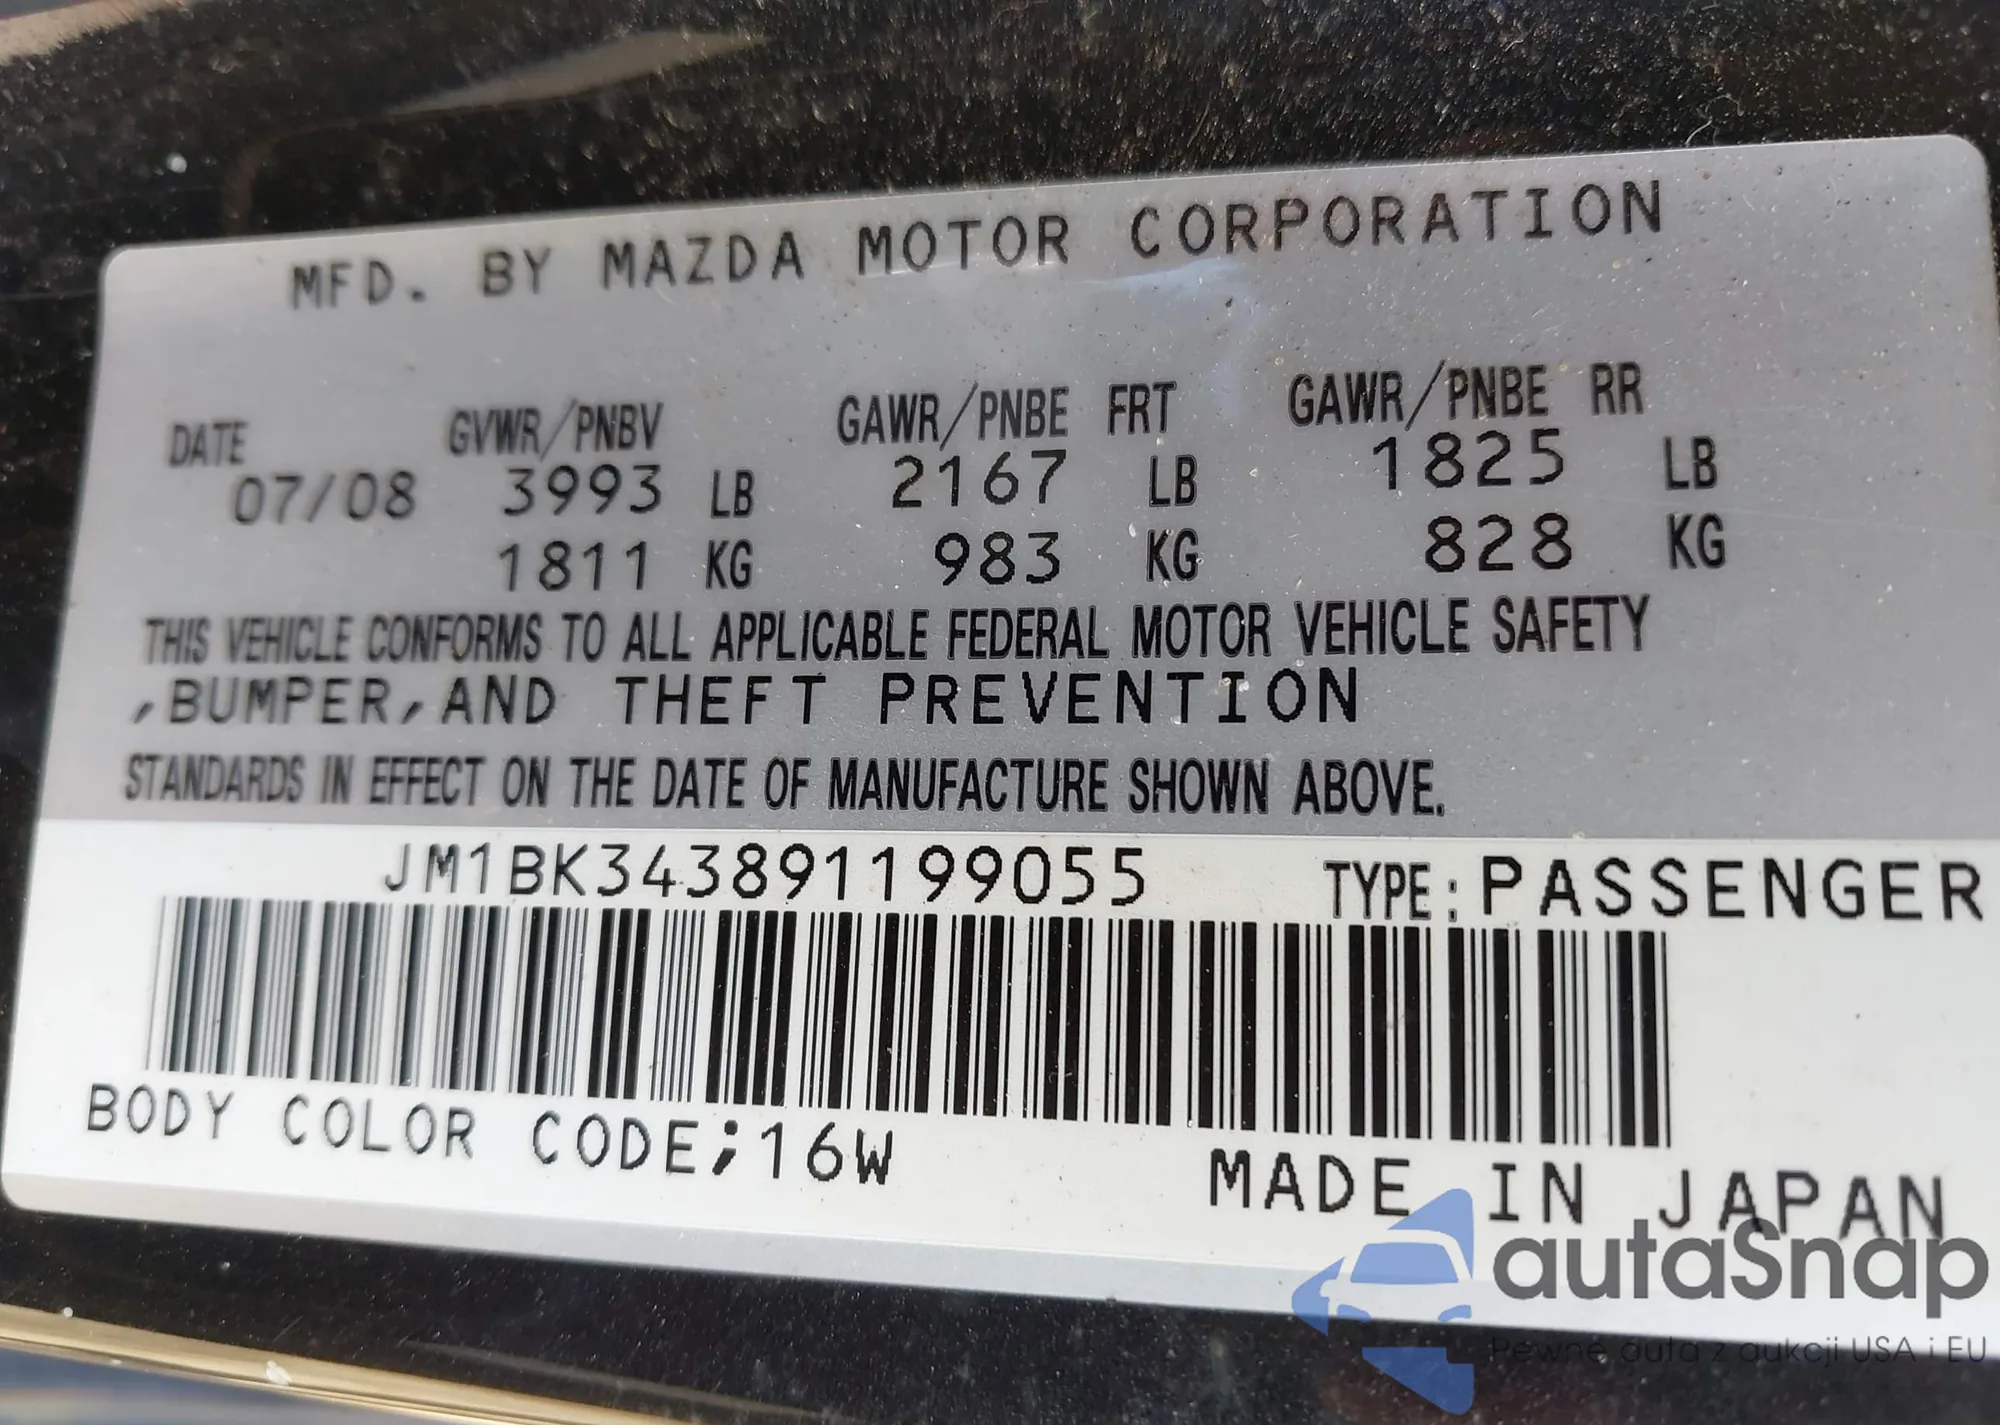 MFD. BY MAZDA MOTOR CORPORATION
DATE GVWR/PNBV GAWR/PNBE FRT GAWR/PNBE RR
07/08 3993 LB 2167 LB 1825 LB
1811 KG 983 KG 828 KG
THIS VEHICLE CONFORMS TO ALL APPLICABLE FEDERAL MOTOR VEHICLE SAFETY
,BUMPER,AND THEFT PREVENTION
STANDARDS IN EFFECT ON THE DATE OF MANUFACTURE SHOWN ABOVE.
JM1BK343891199055 TYPE:PASSENGER
BODY COLOR CODE;16W
MADE IN JAPAN
autaSnap
Pewne auta z aukcji USA i EU